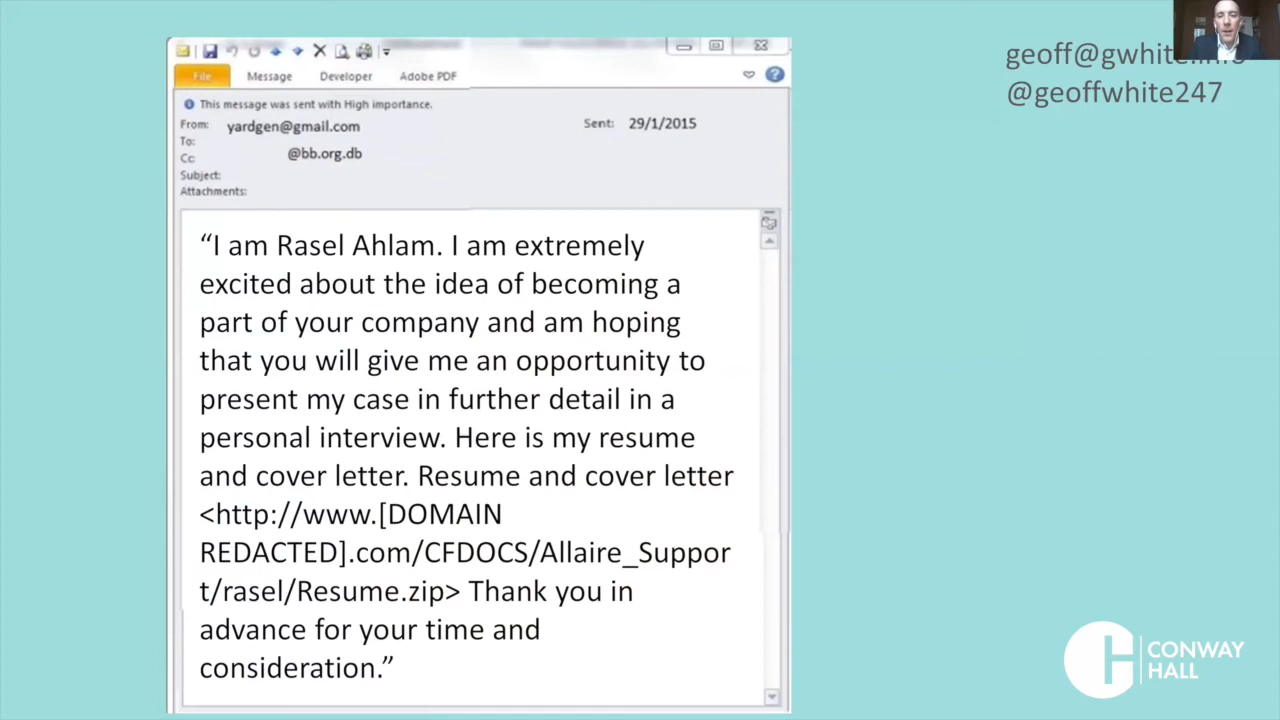 This message was sent with High importance.
File Message Developer Adobe PDF
From: yardgen@gmail.com Sent: 29/1/2015
To:
Cc: @bb.org.db
Subject:
Attachments:
“I am Rasel Ahlam. I am extremely
excited about the idea of becoming a
part of your company and am hoping
that you will give me an opportunity to
present my case in further detail in a
personal interview. Here is my resume
and cover letter. Resume and cover letter
<http://www.[DOMAIN
REDACTED].com/CFDOCS/Allaire_Suppor
t/rasel/Resume.zip> Thank you in
advance for your time and
consideration.”
@geoffwhite247
CONWAY
HALL